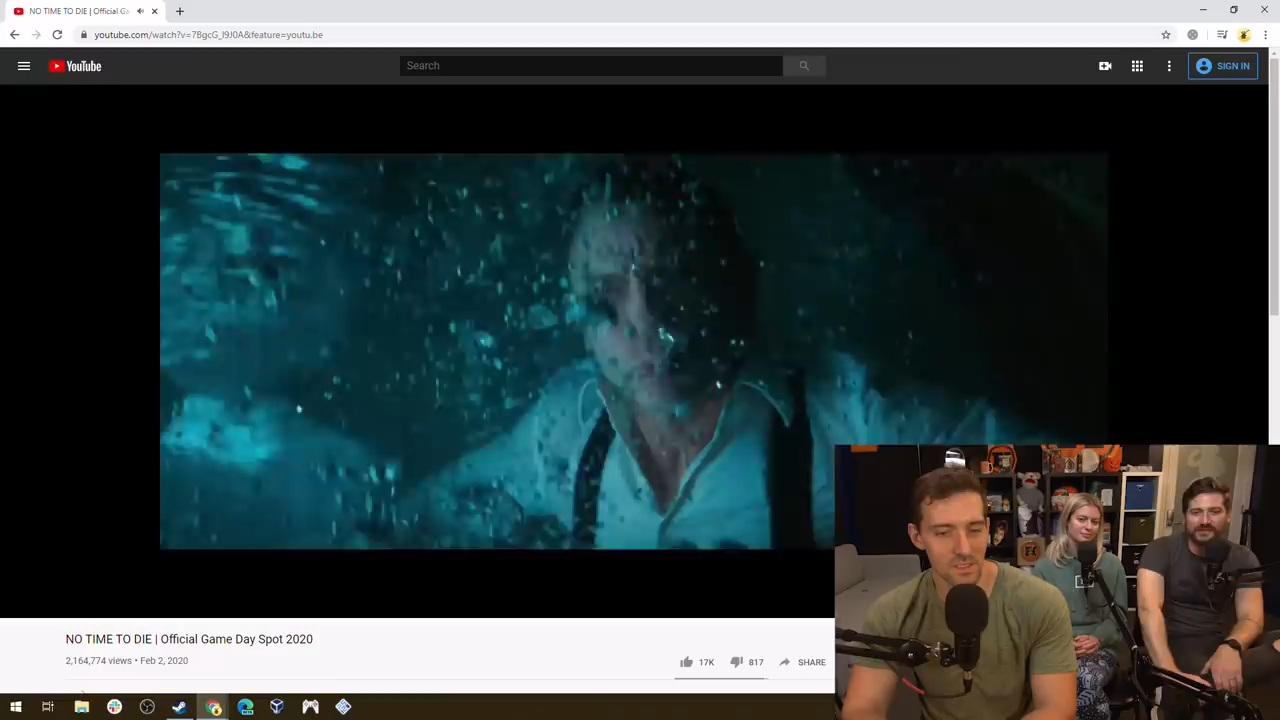 NO TIME TO DIE | Official Ga
youtube.com/watch?v=7BgcG_I9J0A&feature=youtu.be
YouTube
Search
SIGN IN
NO TIME TO DIE | Official Game Day Spot 2020
2,164,774 views • Feb 2, 2020
17K
817
SHARE